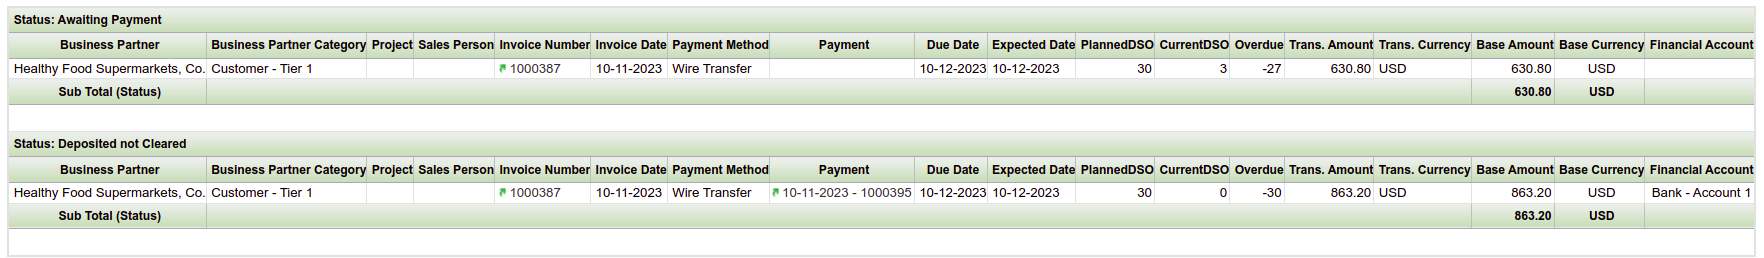 Status: Awaiting Payment
Business Partner Business Partner Category Project Sales Person Invoice Number Invoice Date Payment Method Payment Due Date Expected Date PlannedDSO CurrentDSO Overdue Trans. Amount Trans. Currency Base Amount Base Currency Financial Account
Healthy Food Supermarkets, Co. Customer - Tier 1 1000387 10-11-2023 Wire Transfer 10-12-2023 10-12-2023 30 3 -27 630.80 USD 630.80 USD
Sub Total (Status) 630.80 USD
Status: Deposited not Cleared
Business Partner Business Partner Category Project Sales Person Invoice Number Invoice Date Payment Method Payment Due Date Expected Date PlannedDSO CurrentDSO Overdue Trans. Amount Trans. Currency Base Amount Base Currency Financial Account
Healthy Food Supermarkets, Co. Customer - Tier 1 1000387 10-11-2023 Wire Transfer 10-11-2023 - 1000395 10-12-2023 10-12-2023 30 0 -30 863.20 USD 863.20 USD Bank - Account 1
Sub Total (Status) 863.20 USD